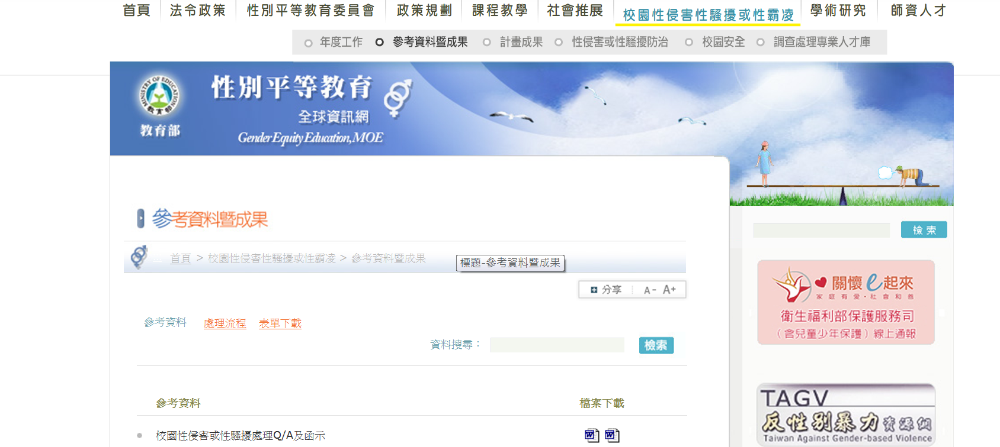 首頁 法令政策 性別平等教育委員會 政策規劃 課程教學 社會推展 校園性侵害性騷擾或性霸凌 學術研究 師資人才
年度工作 參考資料暨成果 計畫成果 性侵害或性騷擾防治 校園安全 調查處理專業人才庫
MINISTRY OF EDUCATION
教育部
教育部
性別平等教育
全球資訊網
Gender Equity Education, MOE
參考資料暨成果
首頁 > 校園性侵害性騷擾或性霸凌 > 參考資料暨成果
標題-參考資料暨成果
分享 A- A+
參考資料 處理流程 表單下載
資料搜尋： 檢索
參考資料 檔案下載
校園性侵害或性騷擾處理Q/A及函示
檢索
關懷e起來
家庭有愛・社會和善
衛生福利部保護服務司
（含兒童少年保護）線上通報
TAGV
反性別暴力資源網
Taiwan Against Gender-based Violence